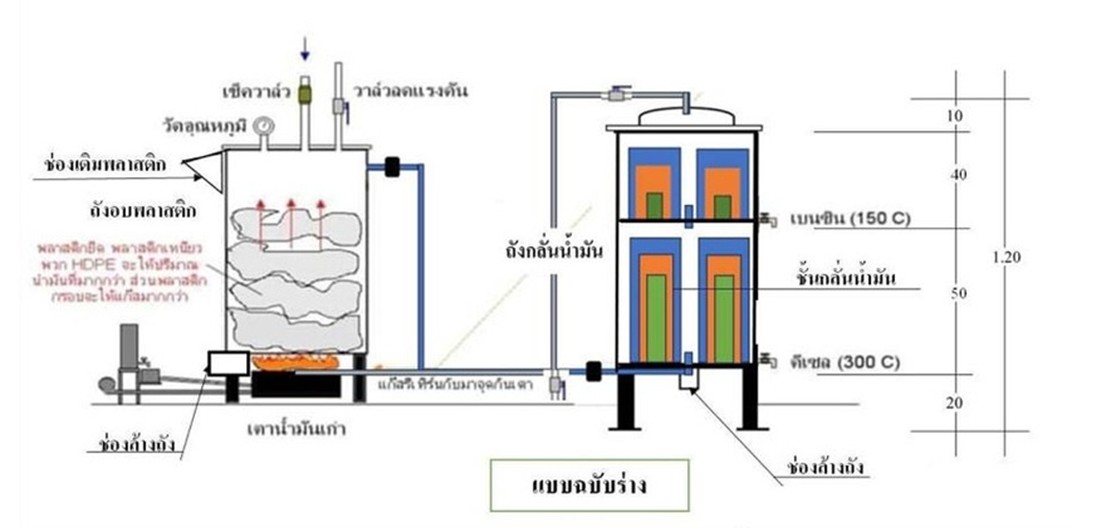 เช็ควาล์ว
วาล์วลดแรงดัน
วัดอุณหภูมิ
ช่องเติมพลาสติก
ถังอบพลาสติก
พลาสติกยืด พลาสติกเหนียว
พวก HDPE จะให้ปริมาณ
น้ำมันที่มากกว่า ส่วนพลาสติก
กรอบจะให้แก๊สมากกว่า
ช่องล้างถัง
เตาน้ำมันเก่า
แก๊สรีเทิร์นกับมาจุดกันเตา
ถังกลั่นน้ำมัน
เบนซิน (150 C)
ชั้นกลั่นน้ำมัน
ดีเซล (300 C)
ช่องล้างถัง
10
40
50
20
1.20
แบบฉบับร่าง